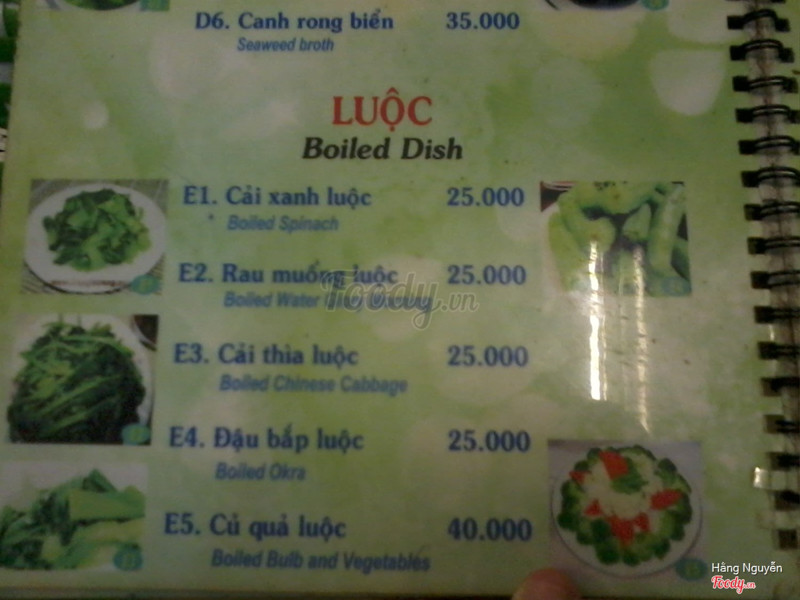 D6. Canh rong biển 35.000
Seaweed broth
LUỘC
Boiled Dish
E1. Cải xanh luộc 25.000
Boiled Spinach
E2. Rau muống luộc 25.000
Boiled Water Glory Morning
E3. Cải thìa luộc 25.000
Boiled Chinese Cabbage
E4. Đậu bắp luộc 25.000
Boiled Okra
E5. Củ quả luộc 40.000
Boiled Bulb and Vegetables
Foody.vn
Hằng Nguyễn
Foody.vn